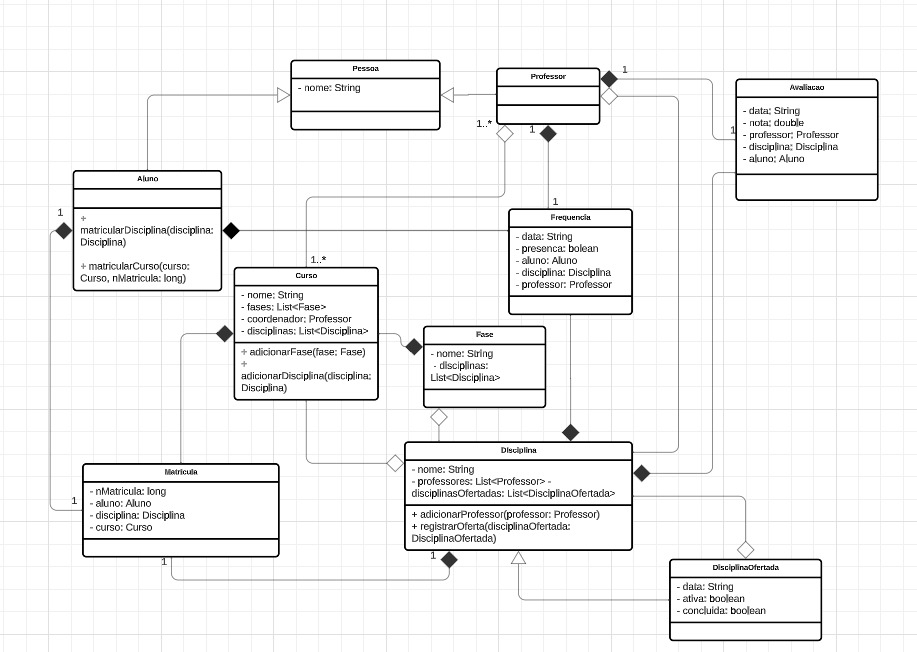 Pessoa
- nome: String
Professor
Avaliacao
- data; String
- nota; double
- professor; Professor
- disciplina; Disciplina
- aluno; Aluno
1
1
1..*
1
1
Aluno
+
matricularDisciplina(disciplina:
Disciplina)
+ matricularCurso(curso:
Curso, nMatricula: long)
1
Frequencia
- data: String
- presenca: bolean
- aluno: Aluno
- disciplina: Disciplina
- professor: Professor
1..*
Curso
- nome: String
- fases: List<Fase>
- coordenador; Professor
- disciplinas; List<Disciplina>
+ adicionarFase(fase; Fase)
+
adicionarDisciplina(disciplina;
Disciplina)
Fase
- nome: String
- disciplinas:
List<Disciplina>
Disciplina
- nome: String
- professores: List<Professor> -
disciplinasOfertadas: List<DisciplinaOfertada>
+ adicionarProfessor(professor: Professor)
+ registrarOferta(disciplinaOfertada:
DisciplinaOfertada)
Matricula
- nMatricula: long
- aluno: Aluno
- disciplina: Disciplina
- curso: Curso
1
1
1
DisciplinaOfertada
- data: String
- ativa: boolean
- concluida: boolean